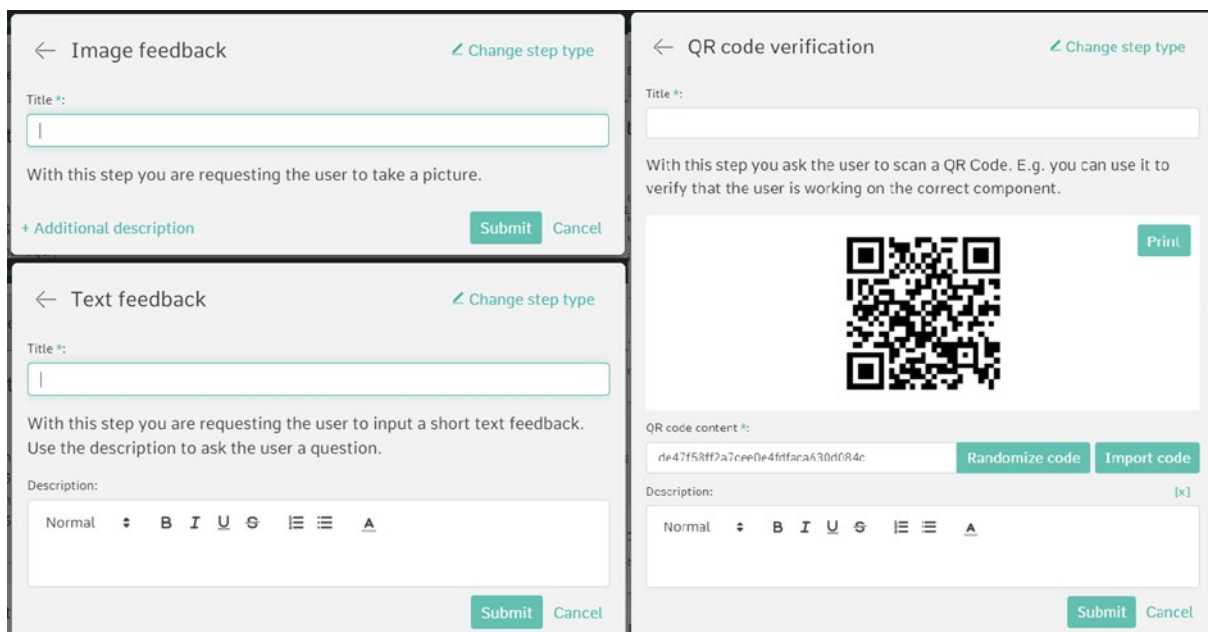 Image feedback
Change step type
Title *:
With this step you are requesting the user to take a picture.
+ Additional description
Submit
Cancel
Text feedback
Change step type
Title *:
With this step you are requesting the user to input a short text feedback.
Use the description to ask the user a question.
Description:
Normal
B I U S
A
Submit
Cancel
QR code verification
Change step type
Title *:
With this step you ask the user to scan a QR Code. E.g. you can use it to
verify that the user is working on the correct component.
Print
QR code content *:
de47f58ff2a7cee0e4fdfaca630d084c
Randomize code
Import code
Description:
[x]
Normal
B I U S
A
Submit
Cancel